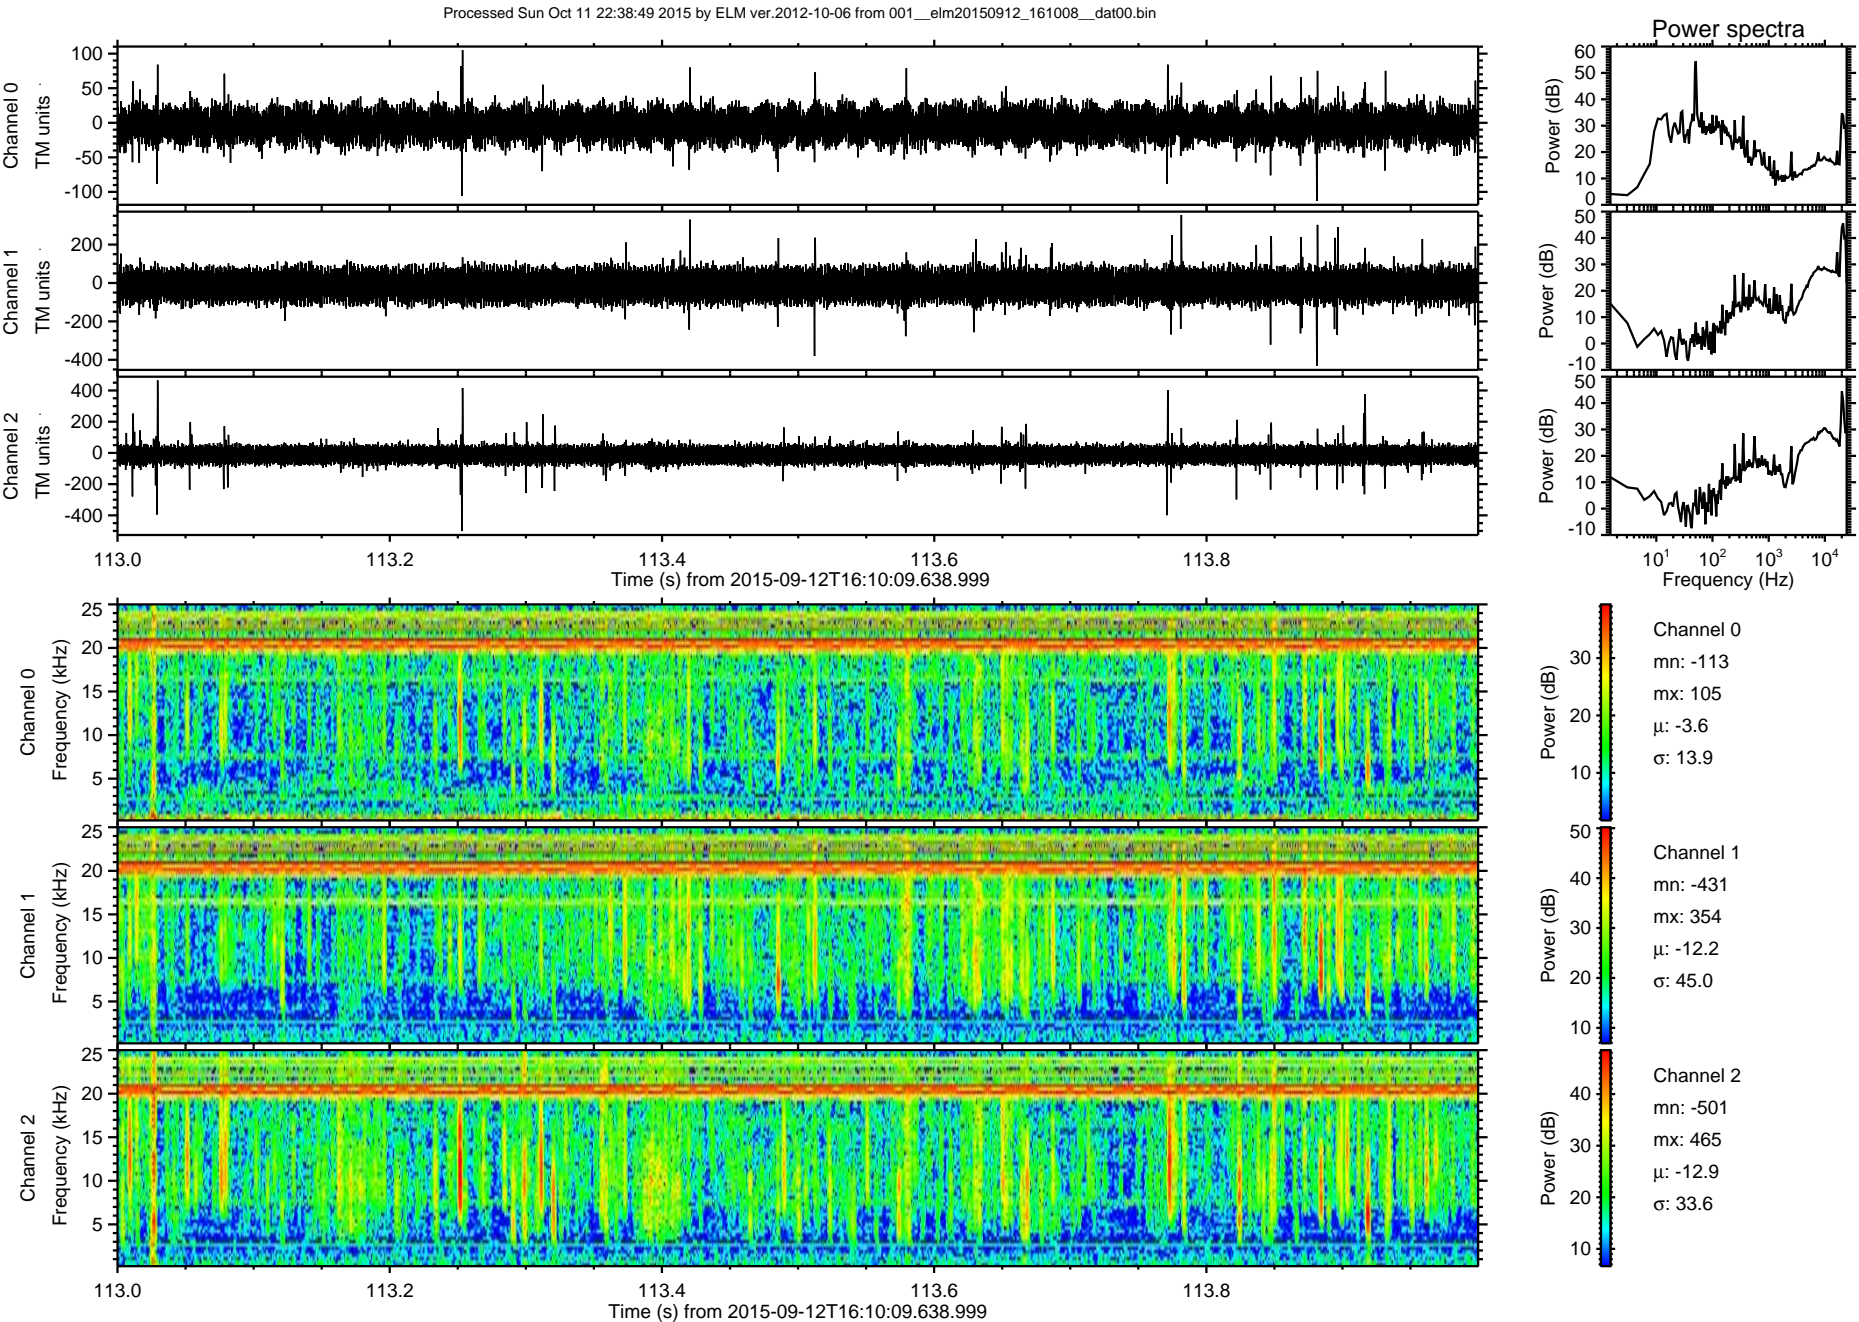 Processed Sun Oct 11 22:38:49 2015 by ELM ver.2012-10-06 from 001__elm20150912_161008__dat00.bin
Power spectra
Channel 0
TM units
100
50
0
-50
-100
Power (dB)
60
50
40
30
20
10
0
Channel 1
TM units
200
0
-200
-400
Power (dB)
50
40
30
20
10
0
-10
Channel 2
TM units
400
200
0
-200
-400
Power (dB)
50
40
30
20
10
0
-10
113.0 113.2 113.4 113.6 113.8
Time (s) from 2015-09-12T16:10:09.638.999
10^1 10^2 10^3 10^4
Frequency (Hz)
Channel 0
Frequency (kHz)
25
20
15
10
5
Power (dB)
30
20
10
Channel 0
mn: -113
mx: 105
μ: -3.6
σ: 13.9
Channel 1
Frequency (kHz)
25
20
15
10
5
Power (dB)
50
40
30
20
10
Channel 1
mn: -431
mx: 354
μ: -12.2
σ: 45.0
Channel 2
Frequency (kHz)
25
20
15
10
5
Power (dB)
40
30
20
10
Channel 2
mn: -501
mx: 465
μ: -12.9
σ: 33.6
113.0 113.2 113.4 113.6 113.8
Time (s) from 2015-09-12T16:10:09.638.999